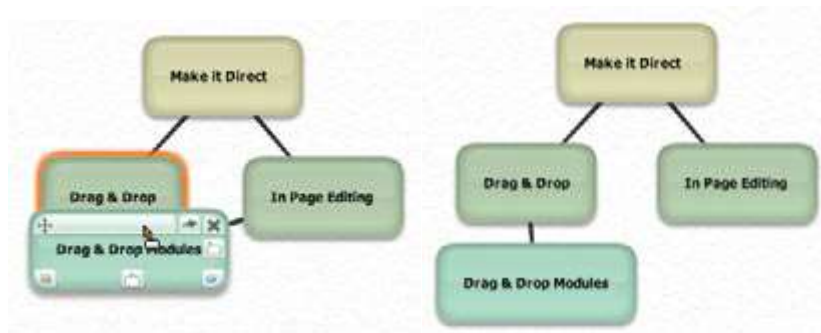 Make it Direct
Drag & Drop
In Page Editing
Drag & Drop Modules
Make it Direct
Drag & Drop
In Page Editing
Drag & Drop Modules